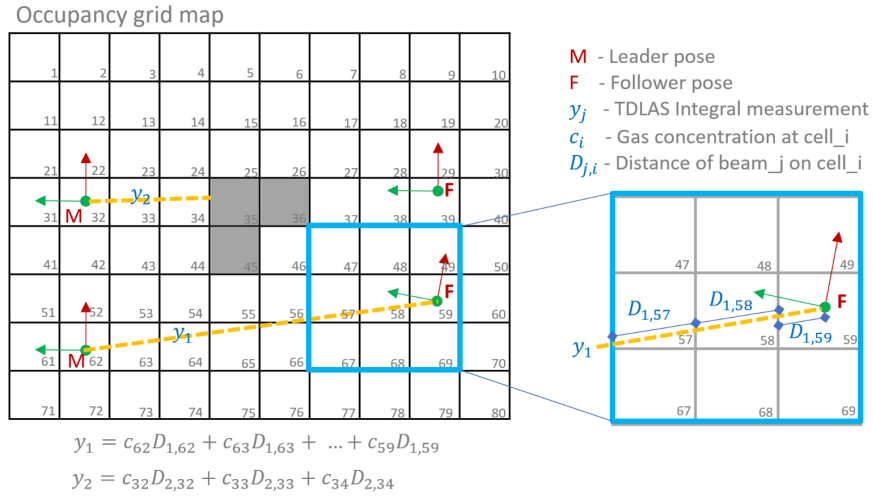 Occupancy grid map
1 2 3 4 5 6 7 8 9 10
11 12 13 14 15 16 17 18 19 20
21 22 23 24 25 26 27 28 29 30
y₂ F
M
31 32 33 34 35 36 37 38 39 40
41 42 43 44 45 46 47 48 49 50
F
51 52 53 54 55 56 57 58 59 60
y₁
M
61 62 63 64 65 66 67 68 69 70
71 72 73 74 75 76 77 78 79 80
y₁ = c₆₂D₁,₆₂ + c₆₃D₁,₆₃ + … + c₅₉D₁,₅₉
y₂ = c₃₂D₂,₃₂ + c₃₃D₂,₃₃ + c₃₄D₂,₃₄
M - Leader pose
F - Follower pose
yⱼ - TDLAS Integral measurement
cᵢ - Gas concentration at cell_i
Dⱼ,ᵢ - Distance of beam_j on cell_i
47 48 49
D₁,₅₇ D₁,₅₈ F
D₁,₅₉
y₁ 57 58 59
67 68 69